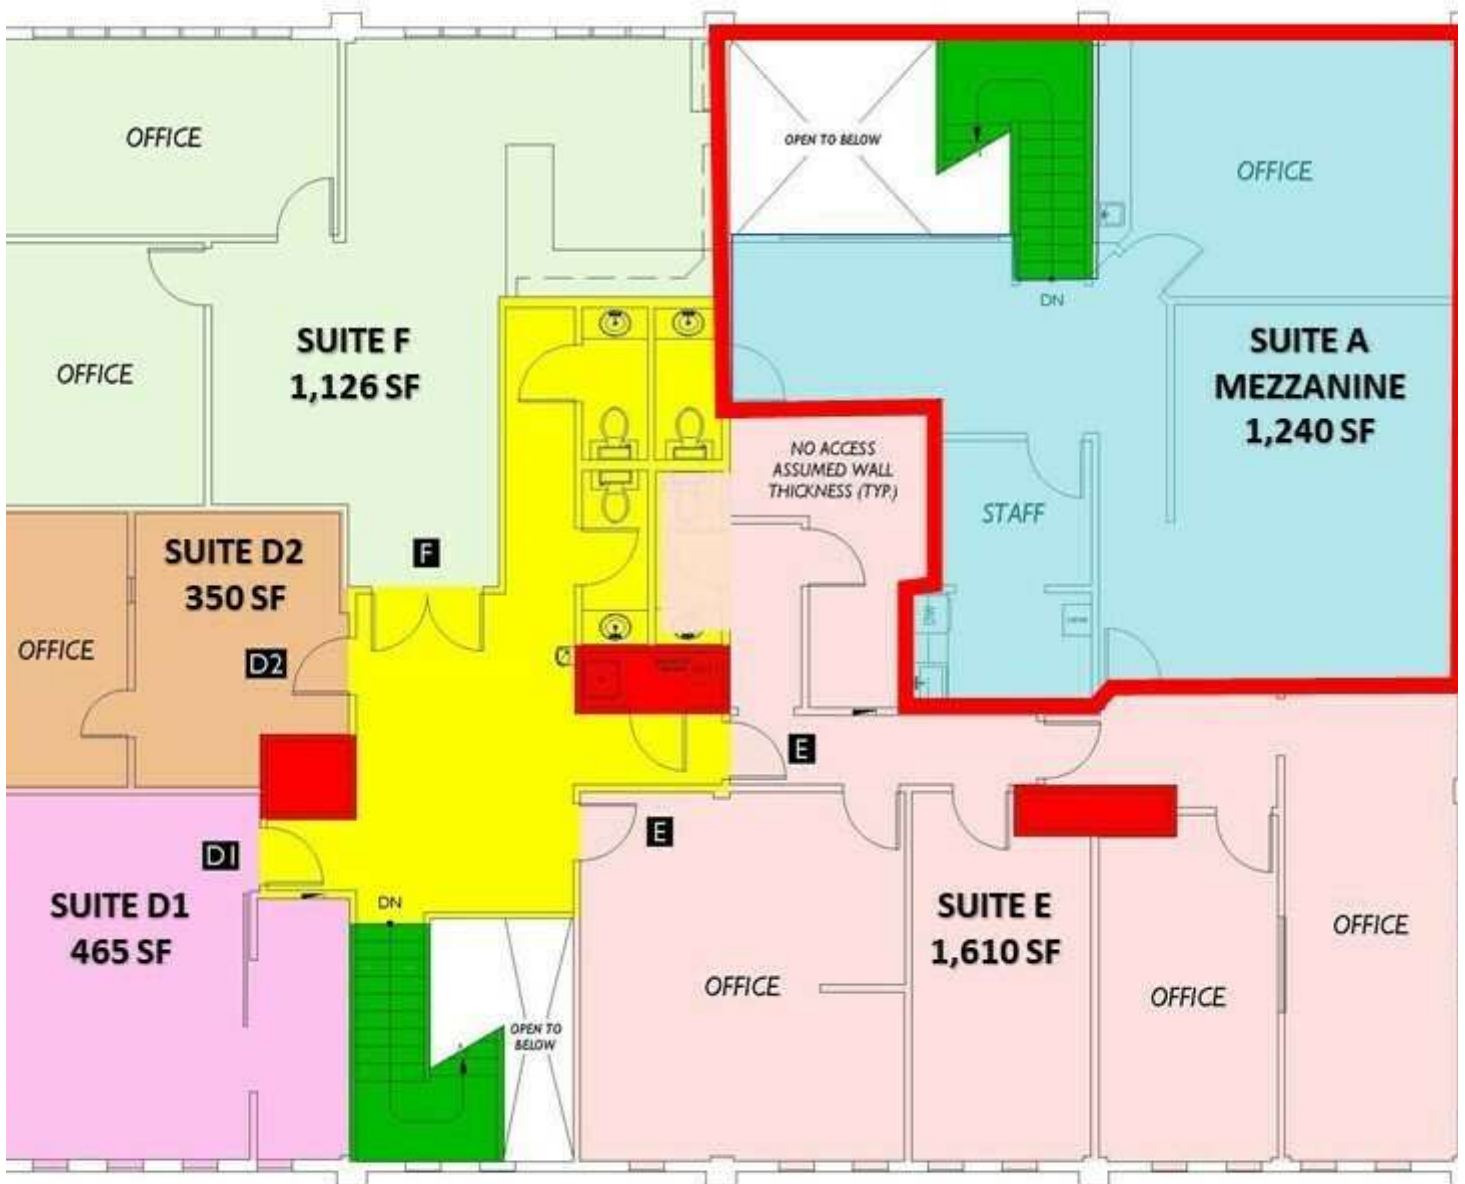 OFFICE
OPEN TO BELOW
OFFICE
DN
SUITE F
1,126 SF
SUITE A
MEZZANINE
1,240 SF
OFFICE
NO ACCESS
ASSUMED WALL
THICKNESS (TYP.)
STAFF
SUITE D2
350 SF
F
DW
OFFICE
D2
E
E
D1
DN
SUITE D1
465 SF
SUITE E
1,610 SF
OFFICE
OFFICE
OFFICE
OPEN TO
BELOW